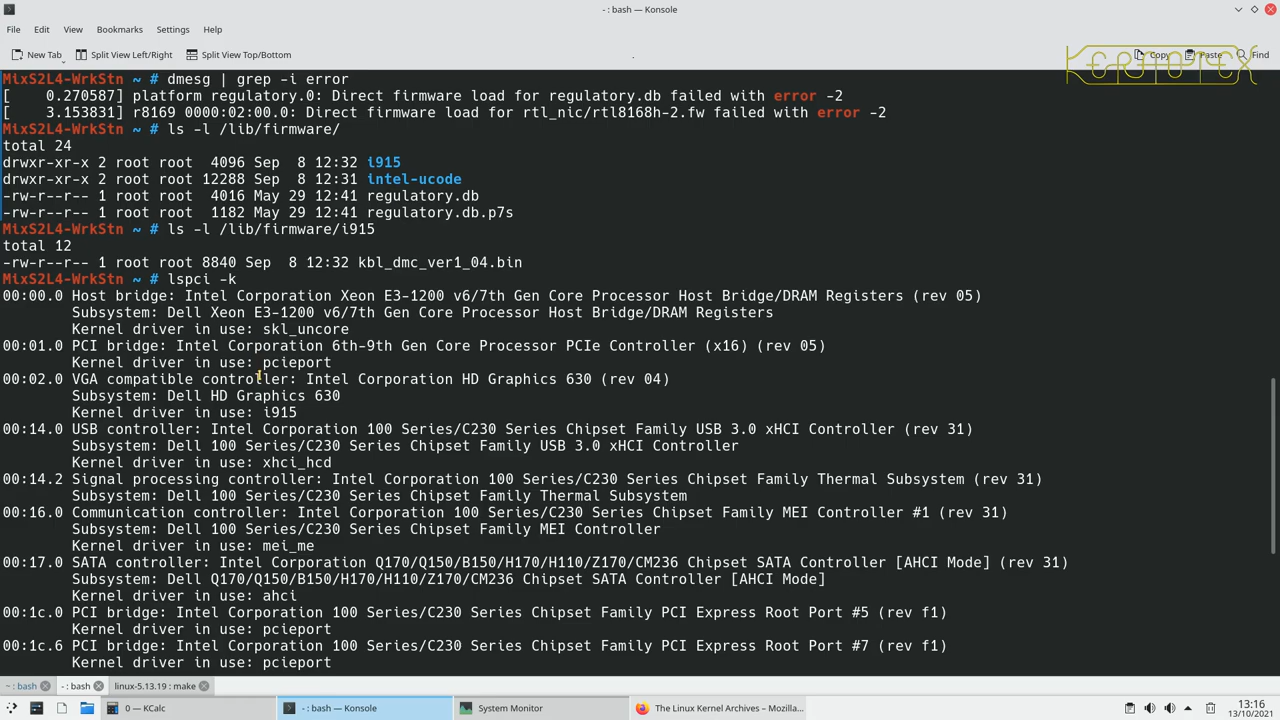 - : bash — Konsole
File Edit View Bookmarks Settings Help
New Tab Split View Left/Right Split View Top/Bottom Copy Paste Find
MixS2L4-WrkStn ~ # dmesg | grep -i error
[    0.270587] platform regulatory.0: Direct firmware load for regulatory.db failed with error -2
[    3.153831] r8169 0000:02:00.0: Direct firmware load for rtl_nic/rtl8168h-2.fw failed with error -2
MixS2L4-WrkStn ~ # ls -l /lib/firmware/
total 24
drwxr-xr-x 2 root root  4096 Sep  8 12:32 i915
drwxr-xr-x 2 root root 12288 Sep  8 12:31 intel-ucode
-rw-r--r-- 1 root root  4016 May 29 12:41 regulatory.db
-rw-r--r-- 1 root root  1182 May 29 12:41 regulatory.db.p7s
MixS2L4-WrkStn ~ # ls -l /lib/firmware/i915
total 12
-rw-r--r-- 1 root root 8840 Sep  8 12:32 kbl_dmc_ver1_04.bin
MixS2L4-WrkStn ~ # lspci -k
00:00.0 Host bridge: Intel Corporation Xeon E3-1200 v6/7th Gen Core Processor Host Bridge/DRAM Registers (rev 05)
Subsystem: Dell Xeon E3-1200 v6/7th Gen Core Processor Host Bridge/DRAM Registers
Kernel driver in use: skl_uncore
00:01.0 PCI bridge: Intel Corporation 6th-9th Gen Core Processor PCIe Controller (x16) (rev 05)
Kernel driver in use: pcieport
00:02.0 VGA compatible controller: Intel Corporation HD Graphics 630 (rev 04)
Subsystem: Dell HD Graphics 630
Kernel driver in use: i915
00:14.0 USB controller: Intel Corporation 100 Series/C230 Series Chipset Family USB 3.0 xHCI Controller (rev 31)
Subsystem: Dell 100 Series/C230 Series Chipset Family USB 3.0 xHCI Controller
Kernel driver in use: xhci_hcd
00:14.2 Signal processing controller: Intel Corporation 100 Series/C230 Series Chipset Family Thermal Subsystem (rev 31)
Subsystem: Dell 100 Series/C230 Series Chipset Family Thermal Subsystem
00:16.0 Communication controller: Intel Corporation 100 Series/C230 Series Chipset Family MEI Controller #1 (rev 31)
Subsystem: Dell 100 Series/C230 Series Chipset Family MEI Controller
Kernel driver in use: mei_me
00:17.0 SATA controller: Intel Corporation Q170/Q150/B150/H170/H110/Z170/CM236 Chipset SATA Controller [AHCI Mode] (rev 31)
Subsystem: Dell Q170/Q150/B150/H170/H110/Z170/CM236 Chipset SATA Controller [AHCI Mode]
Kernel driver in use: ahci
00:1c.0 PCI bridge: Intel Corporation 100 Series/C230 Series Chipset Family PCI Express Root Port #5 (rev f1)
Kernel driver in use: pcieport
00:1c.6 PCI bridge: Intel Corporation 100 Series/C230 Series Chipset Family PCI Express Root Port #7 (rev f1)
Kernel driver in use: pcieport
~ : bash - : bash linux-5.13.19 : make
0 — KCalc - : bash — Konsole System Monitor The Linux Kernel Archives – Mozilla... 13:16
13/10/2021